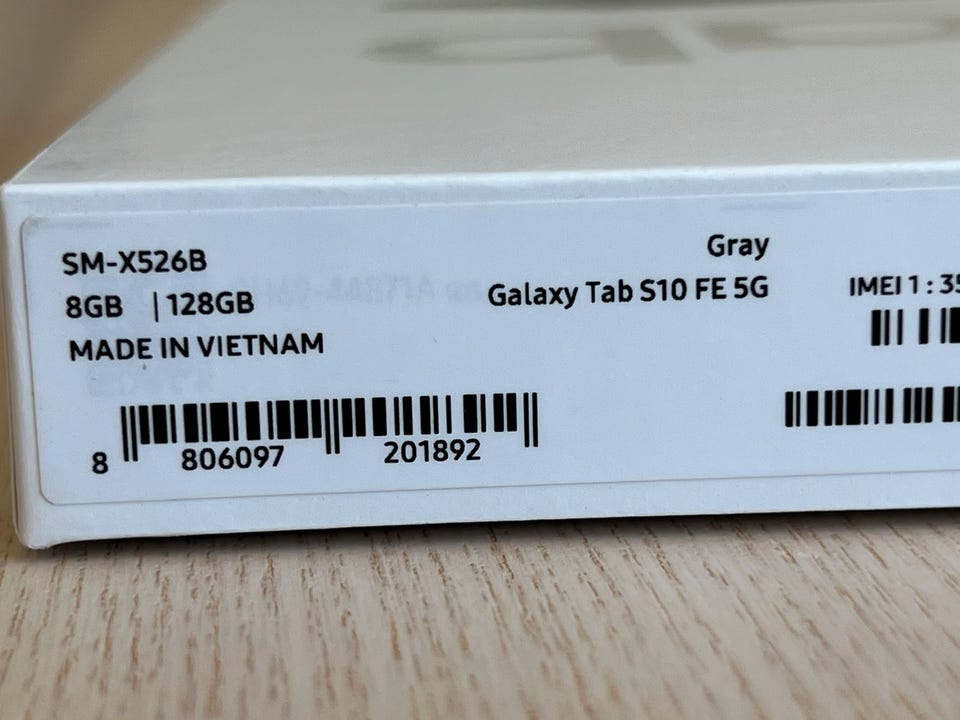 SM-X526B
8GB | 128GB
MADE IN VIETNAM
8 806097 201892
Gray
Galaxy Tab S10 FE 5G
IMEI 1 : 35